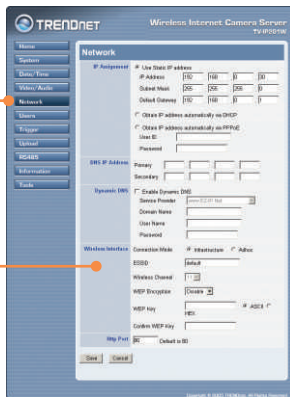 TRENDNET
Wireless Internet Camera Server
TV-IP201W
Home
System
Date/Time
Video/Audio
Network
Users
Trigger
Upload
RS485
Information
Tools
Network
IP Assignment
Use Static IP address
IP Address 192 168 0 30
Subnet Mask 255 255 255 0
Default Gateway 192 168 0 1
Obtain IP address automatically via DHCP
Obtain IP address automatically via PPPoE
User ID
Password
DNS IP Address Primary
Secondary
Dynamic DNS Enable Dynamic DNS
Service Provider
Domain Name
User Name
Password
Wireless Interface Connection Mode Infrastructure Adhoc
ESSID default
Wireless Channel
WEP Encryption Disable
WEP Key ASCII
HEX
Confirm WEP Key
Http Port 80 Default is 80
Save Cancel